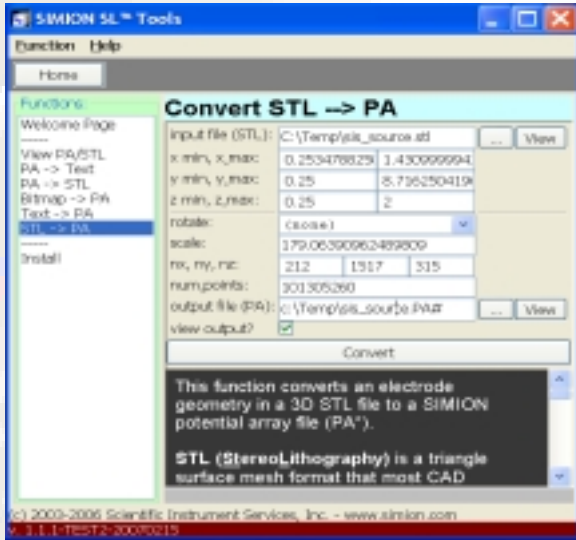 SIMION SL™ Tools
Function Help
Home
Functions:
Welcome Page
-----
View PA/STL
PA -> Text
PA -> STL
Bitmap -> PA
Text -> PA
STL -> PA
-----
Install
Convert STL --> PA
input file (STL): C:\Temp\sis_source.stl ... View
x min, x,max: 0.253478825 1.430999994
y min, y,max: 0.25 8.716250419
z min, z,max: 0.25 2
rotate: (none)
scale: 179.06390962489809
nx, ny, nz: 212 1517 315
num,points: 101305260
output file (PA): c:\Temp\sis_source.PA# ... View
view output?
Convert
This function converts an electrode
geometry in a 3D STL file to a SIMION
potential array file (PA*).
STL (StereoLithography) is a triangle
surface mesh format that most CAD
(c) 2003-2006 Scientific Instrument Services, Inc. - www.simion.com
v. 1.1.1-TEST2-20070215